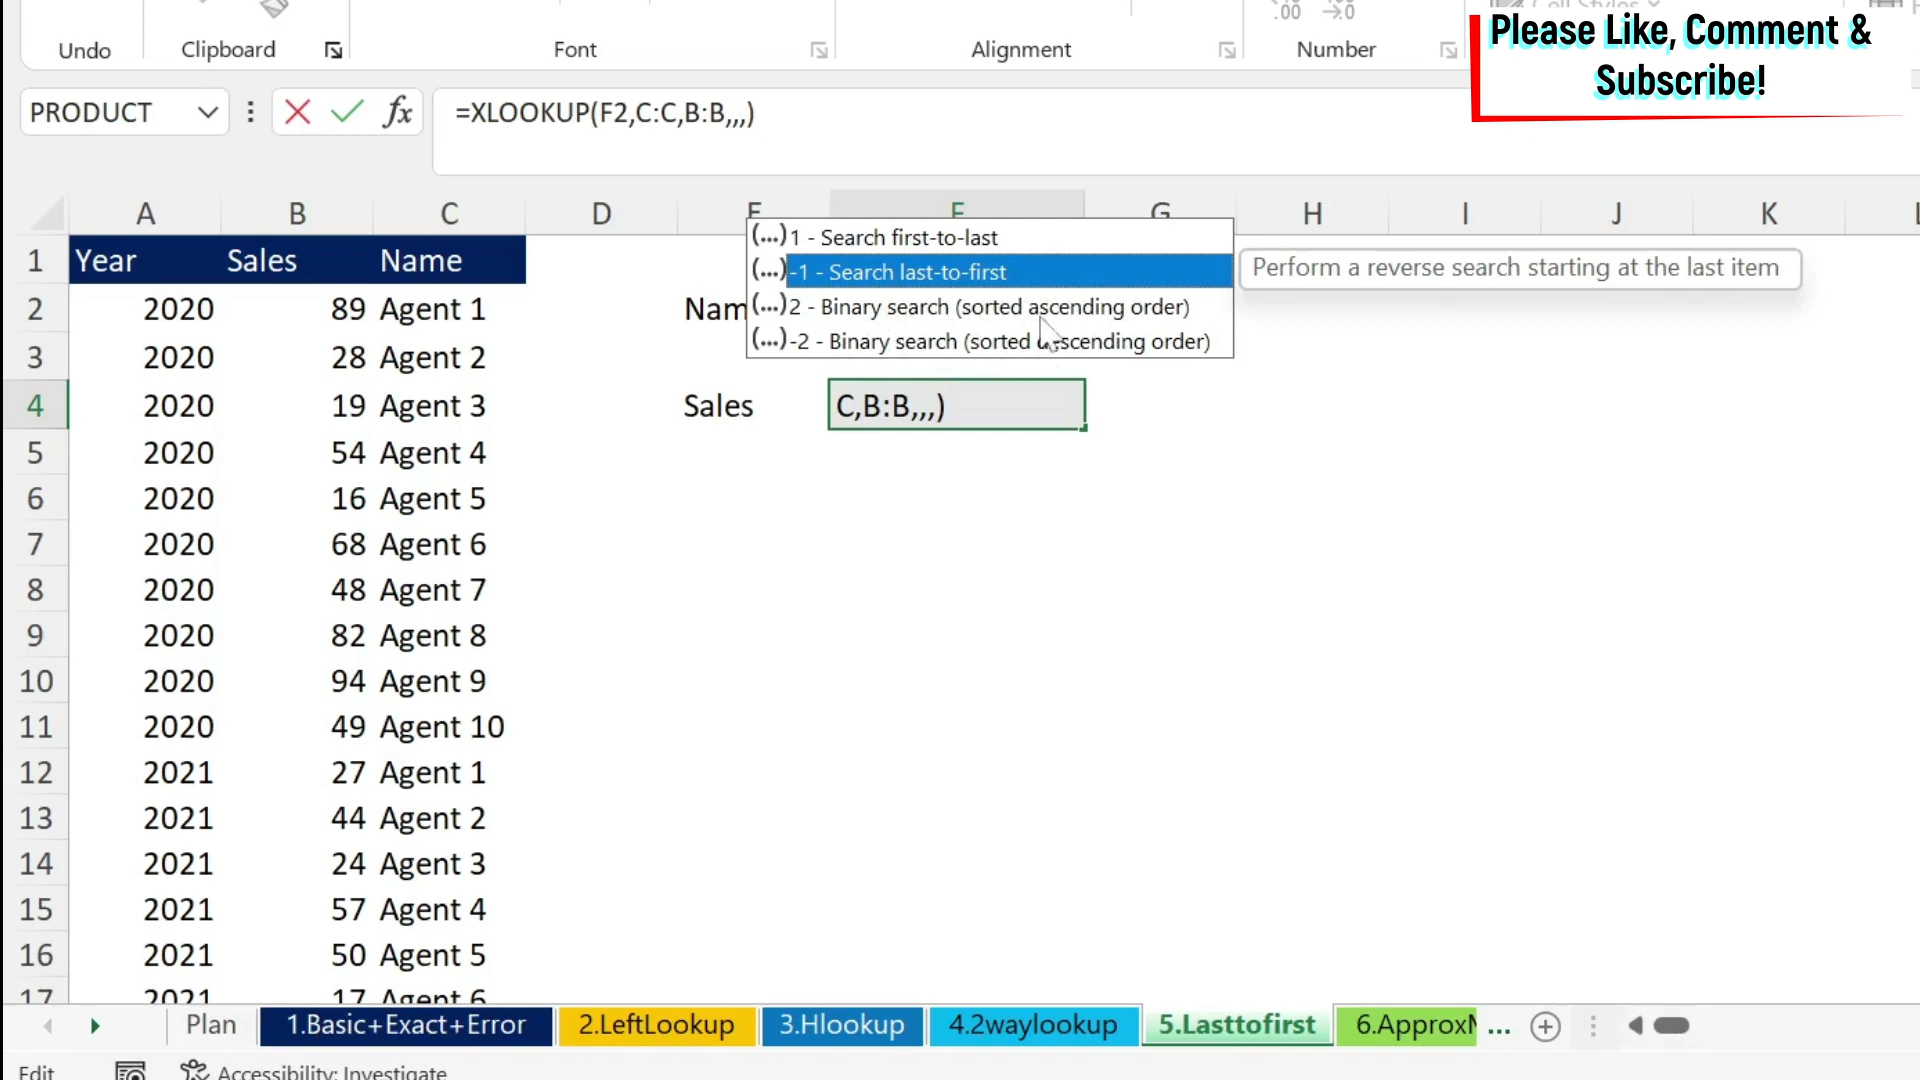 Cell Styles
.00
.0
Undo
Clipboard
Font
Alignment
Number
Please Like, Comment &
Subscribe!
PRODUCT
fx
=XLOOKUP(F2,C:C,B:B,,,)
A B C D E F G H I J K L
1 Year Sales Name
(...) 1 - Search first-to-last
(...) -1 - Search last-to-first
Perform a reverse search starting at the last item
(...) 2 - Binary search (sorted ascending order)
(...) -2 - Binary search (sorted descending order)
2 2020 89 Agent 1 Nam
3 2020 28 Agent 2
4 2020 19 Agent 3 Sales C,B:B,,,)
5 2020 54 Agent 4
6 2020 16 Agent 5
7 2020 68 Agent 6
8 2020 48 Agent 7
9 2020 82 Agent 8
10 2020 94 Agent 9
11 2020 49 Agent 10
12 2021 27 Agent 1
13 2021 44 Agent 2
14 2021 24 Agent 3
15 2021 57 Agent 4
16 2021 50 Agent 5
17 2021 17 Agent 6
Plan 1.Basic+Exact+Error 2.LeftLookup 3.Hlookup 4.2waylookup 5.Lasttofirst 6.Approx ...
Edit Accessibility: Investigate